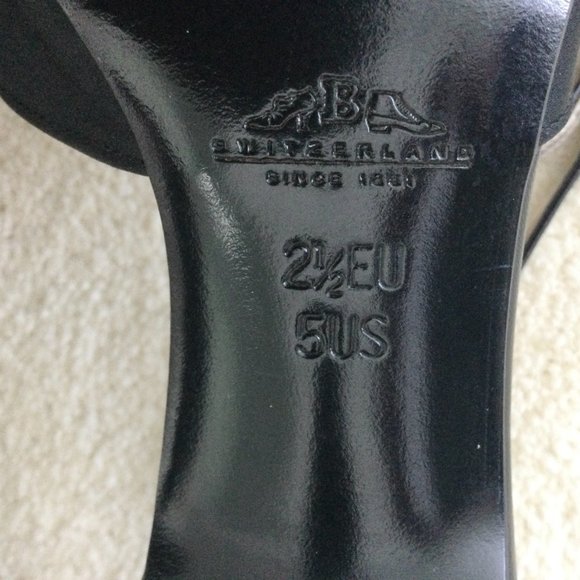 B
SWITZERLAND
SINCE 1851
2½EU
5US